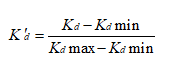 K'd = (Kd − Kd min) / (Kd max − Kd min)